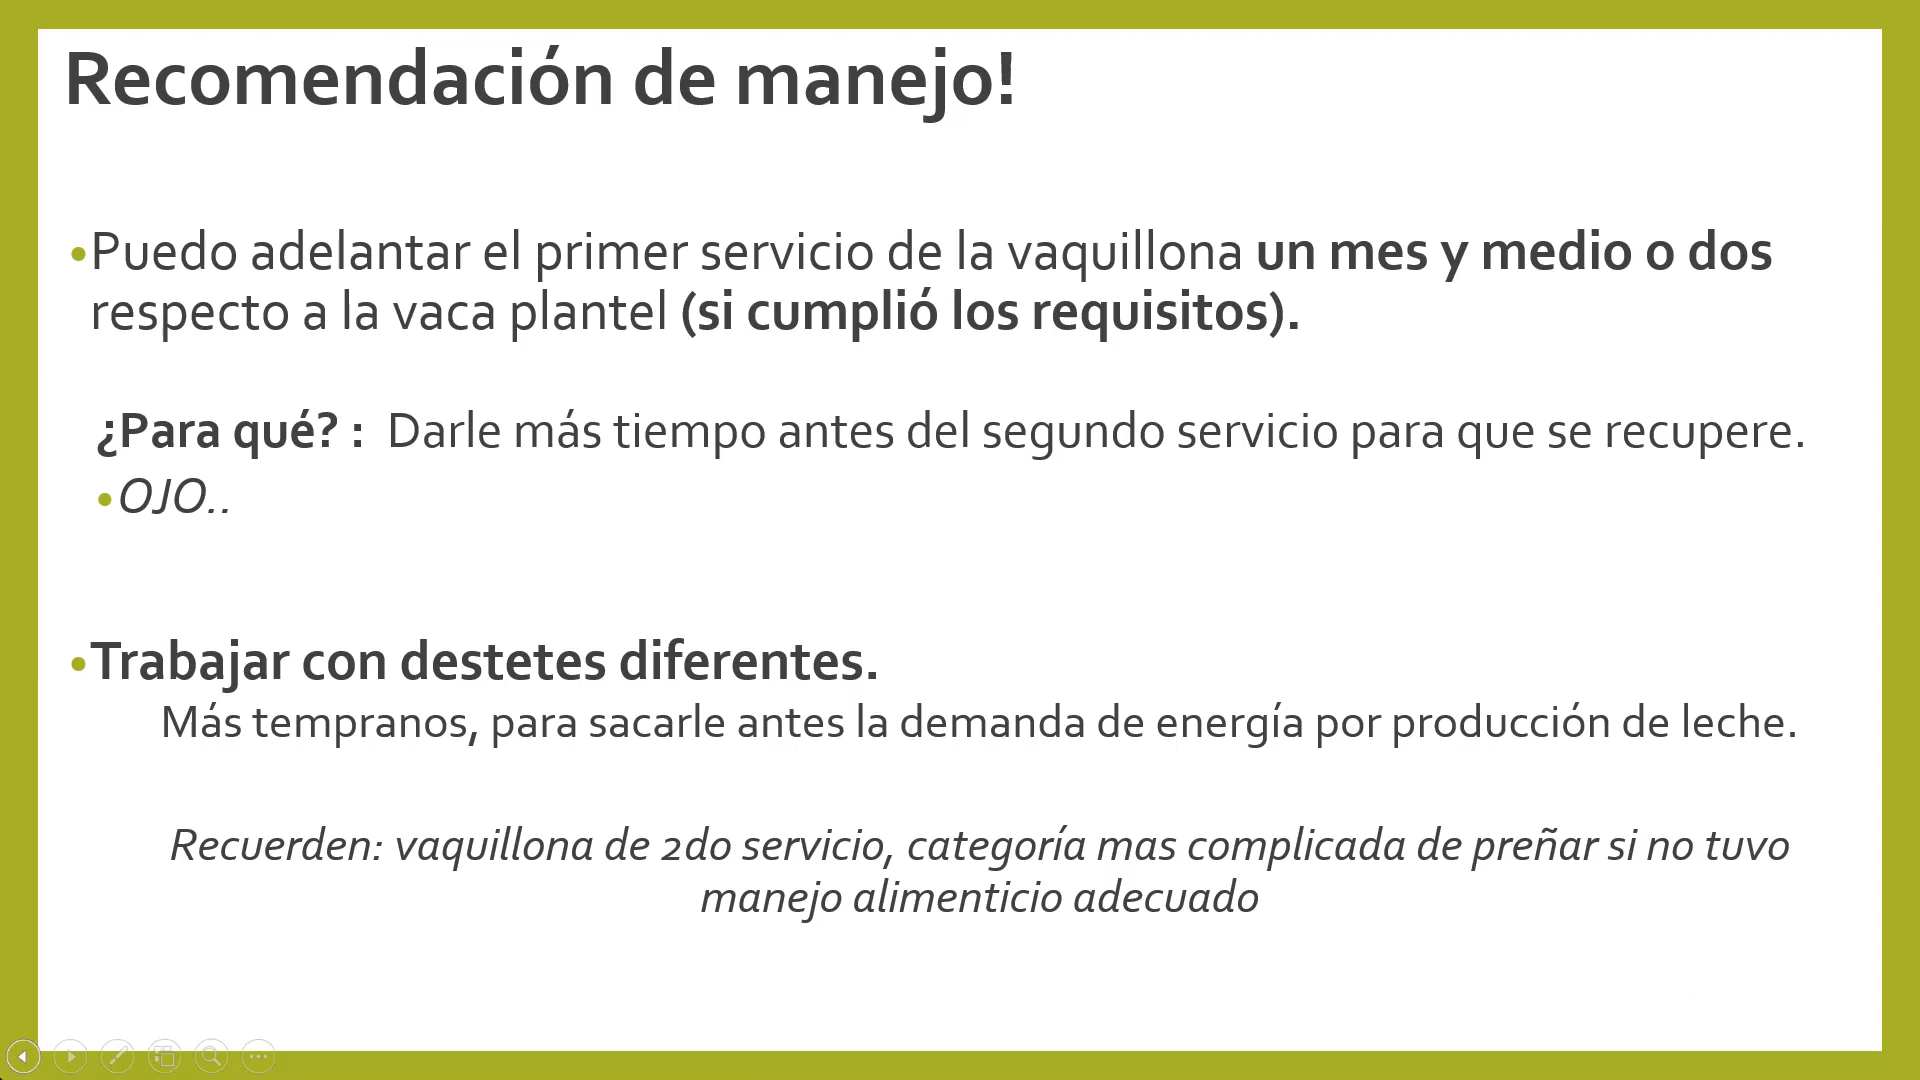 Recomendación de manejo!
•Puedo adelantar el primer servicio de la vaquillona un mes y medio o dos
respecto a la vaca plantel (si cumplió los requisitos).
¿Para qué? : Darle más tiempo antes del segundo servicio para que se recupere.
•OJO..
•Trabajar con destetes diferentes.
Más tempranos, para sacarle antes la demanda de energía por producción de leche.
Recuerden: vaquillona de 2do servicio, categoría mas complicada de preñar si no tuvo
manejo alimenticio adecuado